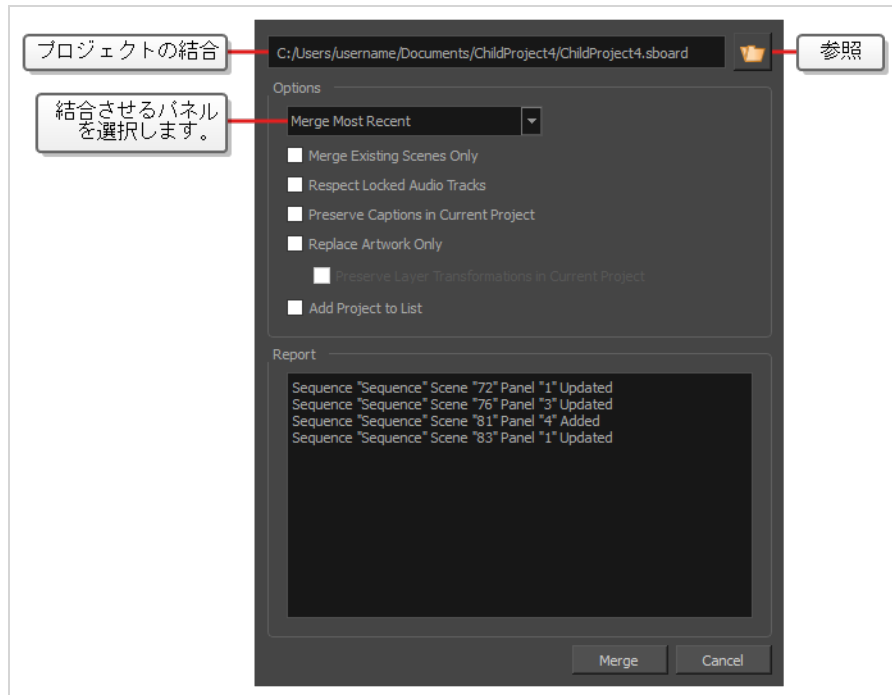 プロジェクトの結合
C:/Users/username/Documents/ChildProject4/ChildProject4.sboard
参照
Options
結合させるパネル
を選択します。
Merge Most Recent
Merge Existing Scenes Only
Respect Locked Audio Tracks
Preserve Captions in Current Project
Replace Artwork Only
Preserve Layer Transformations in Current Project
Add Project to List
Report
Sequence "Sequence" Scene "72" Panel "1" Updated
Sequence "Sequence" Scene "76" Panel "3" Updated
Sequence "Sequence" Scene "81" Panel "4" Added
Sequence "Sequence" Scene "83" Panel "1" Updated
Merge
Cancel